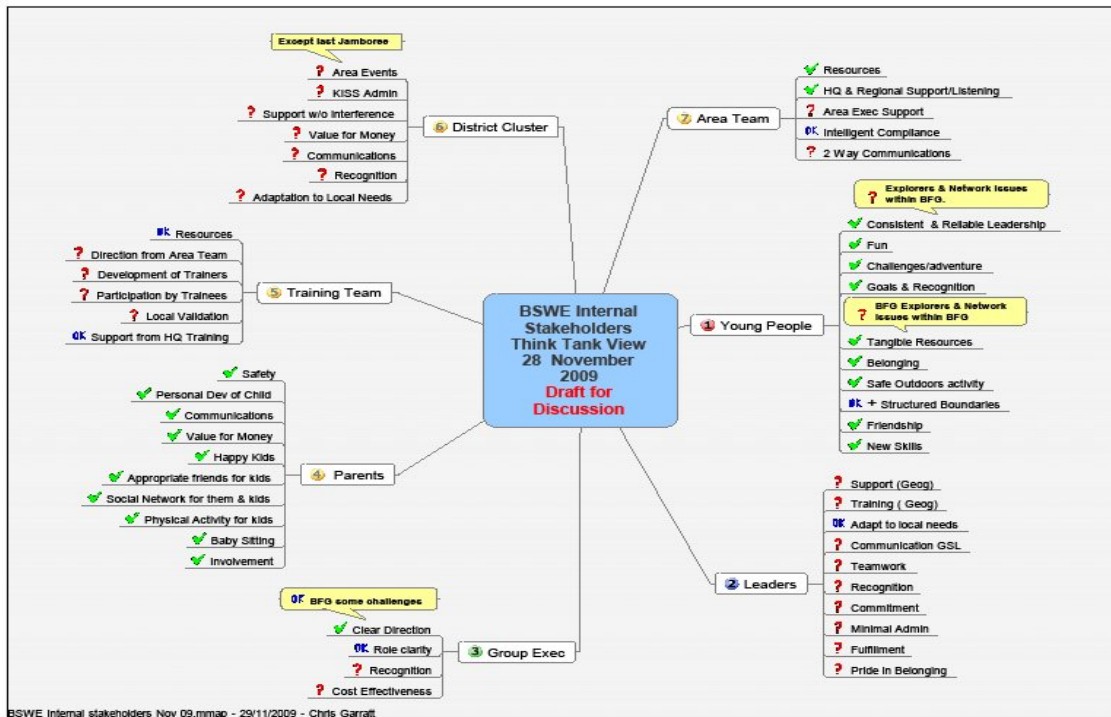 BSWE Internal
Stakeholders
Think Tank View
28 November
2009
Draft for
Discussion
1 Young People
Explorers & Network Issues
within BFG.
Consistent & Reliable Leadership
Fun
Challenges/adventure
Goals & Recognition
BFG Explorers & Network
Issues within BFG
Tangible Resources
Belonging
Safe Outdoors activity
OK + Structured Boundaries
Friendship
New Skills
2 Leaders
? Support (Geog)
? Training ( Geog)
OK Adapt to local needs
? Communication GSL
? Teamwork
? Recognition
? Commitment
? Minimal Admin
? Fulfillment
? Pride in Belonging
3 Group Exec
OK BFG some challenges
Clear Direction
OK Role clarity
? Recognition
? Cost Effectiveness
4 Parents
Safety
Personal Dev of Child
Communications
Value for Money
Happy Kids
Appropriate friends for kids
Social Network for them & kids
Physical Activity for kids
Baby Sitting
Involvement
5 Training Team
OK Resources
? Direction from Area Team
? Development of Trainers
? Participation by Trainees
? Local Validation
OK Support from HQ Training
6 District Cluster
Except last Jamboree
? Area Events
? KISS Admin
? Support w/o Interference
? Value for Money
? Communications
? Recognition
? Adaptation to Local Needs
7 Area Team
Resources
HQ & Regional Support/Listening
? Area Exec Support
OK Intelligent Compliance
? 2 Way Communications
BSWE Internal stakeholders Nov 09.mmap - 29/11/2009 - Chris Garratt